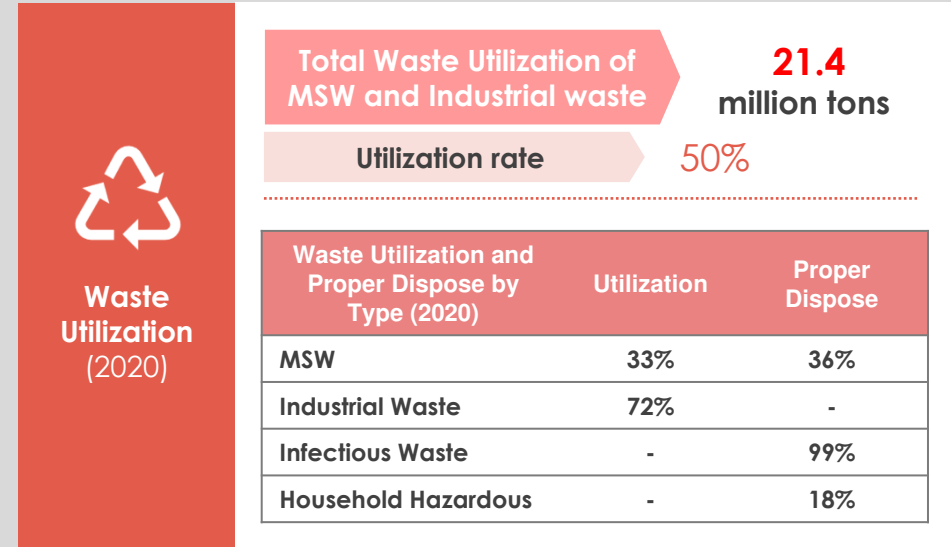 Waste
Utilization
(2020)
Total Waste Utilization of
MSW and Industrial waste
21.4
million tons
Utilization rate
50%
Waste Utilization and
Proper Dispose by
Type (2020)
Utilization
Proper
Dispose
MSW 33% 36%
Industrial Waste 72% -
Infectious Waste - 99%
Household Hazardous - 18%